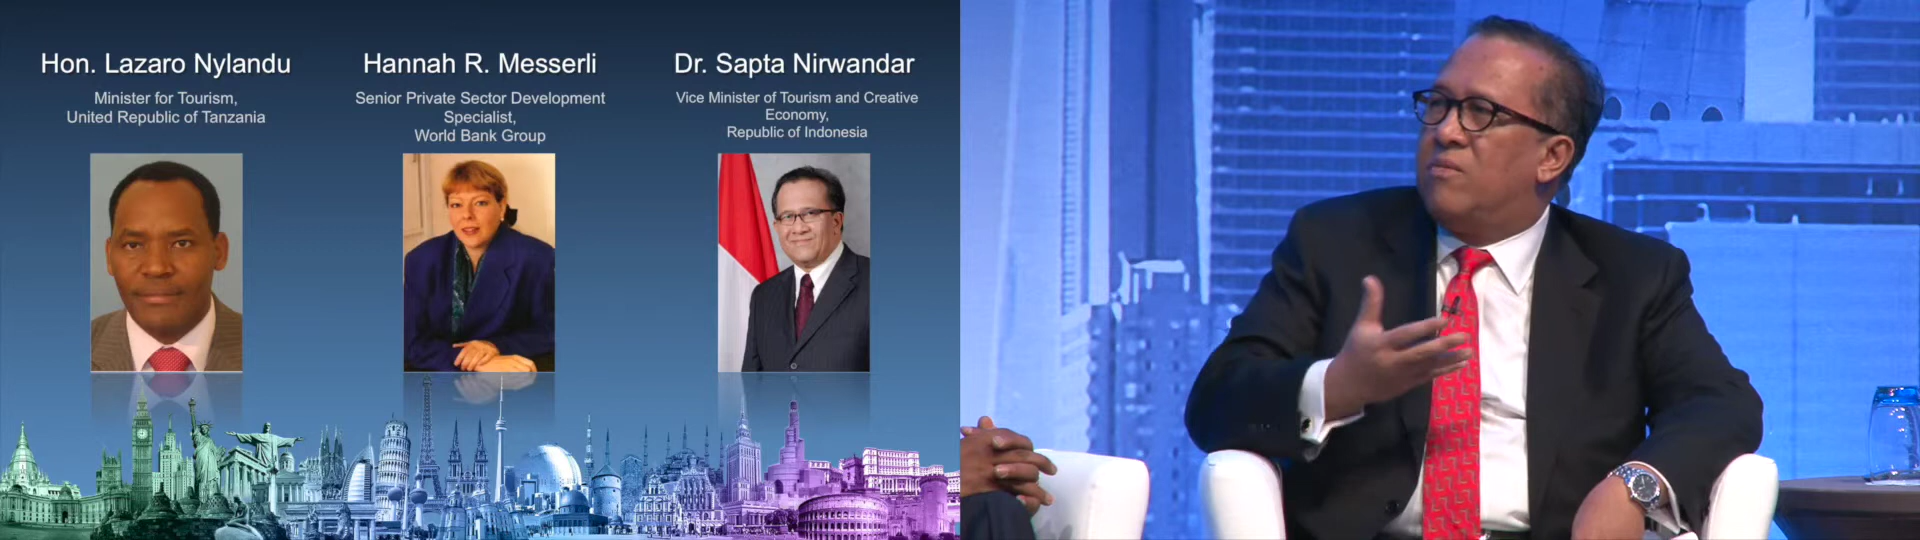 Hon. Lazaro Nylandu
Minister for Tourism,
United Republic of Tanzania
Hannah R. Messerli
Senior Private Sector Development
Specialist,
World Bank Group
Dr. Sapta Nirwandar
Vice Minister of Tourism and Creative
Economy,
Republic of Indonesia